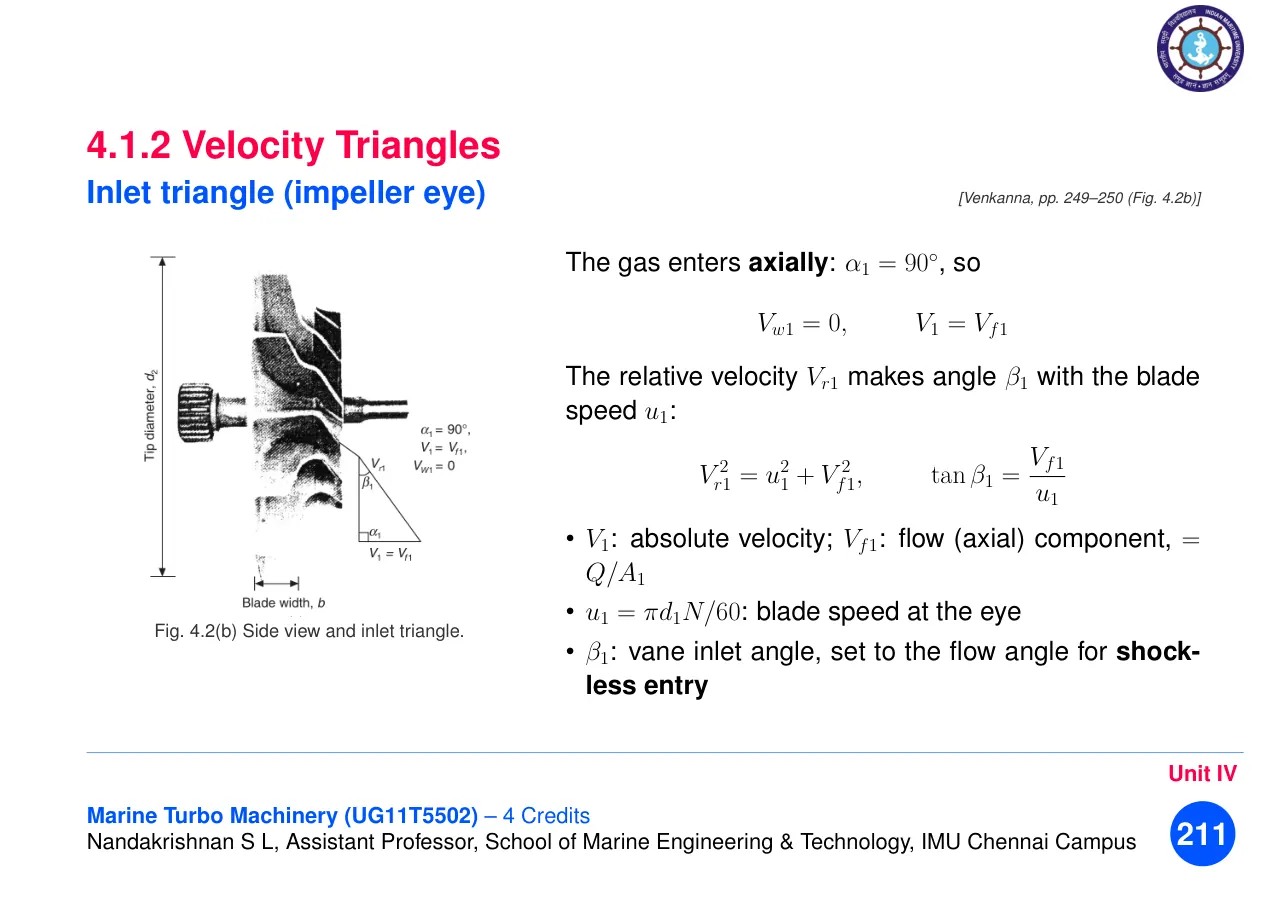 INDIAN MARITIME UNIVERSITY
4.1.2 Velocity Triangles
Inlet triangle (impeller eye)
[Venkanna, pp. 249–250 (Fig. 4.2b)]
Tip diameter, d2
α1 = 90°,
V1 = Vf1,
VW1 = 0
Vr1
β1
α1
V1 = Vf1
Blade width, b
Fig. 4.2(b) Side view and inlet triangle.
The gas enters axially: α1 = 90°, so
Vw1 = 0, V1 = Vf1
The relative velocity Vr1 makes angle β1 with the blade
speed u1:
V²r1 = u²1 + V²f1, tan β1 = Vf1/u1
• V1: absolute velocity; Vf1: flow (axial) component, =
Q/A1
• u1 = πd1N/60: blade speed at the eye
• β1: vane inlet angle, set to the flow angle for shock-
less entry
Unit IV
Marine Turbo Machinery (UG11T5502) – 4 Credits
Nandakrishnan S L, Assistant Professor, School of Marine Engineering & Technology, IMU Chennai Campus
211